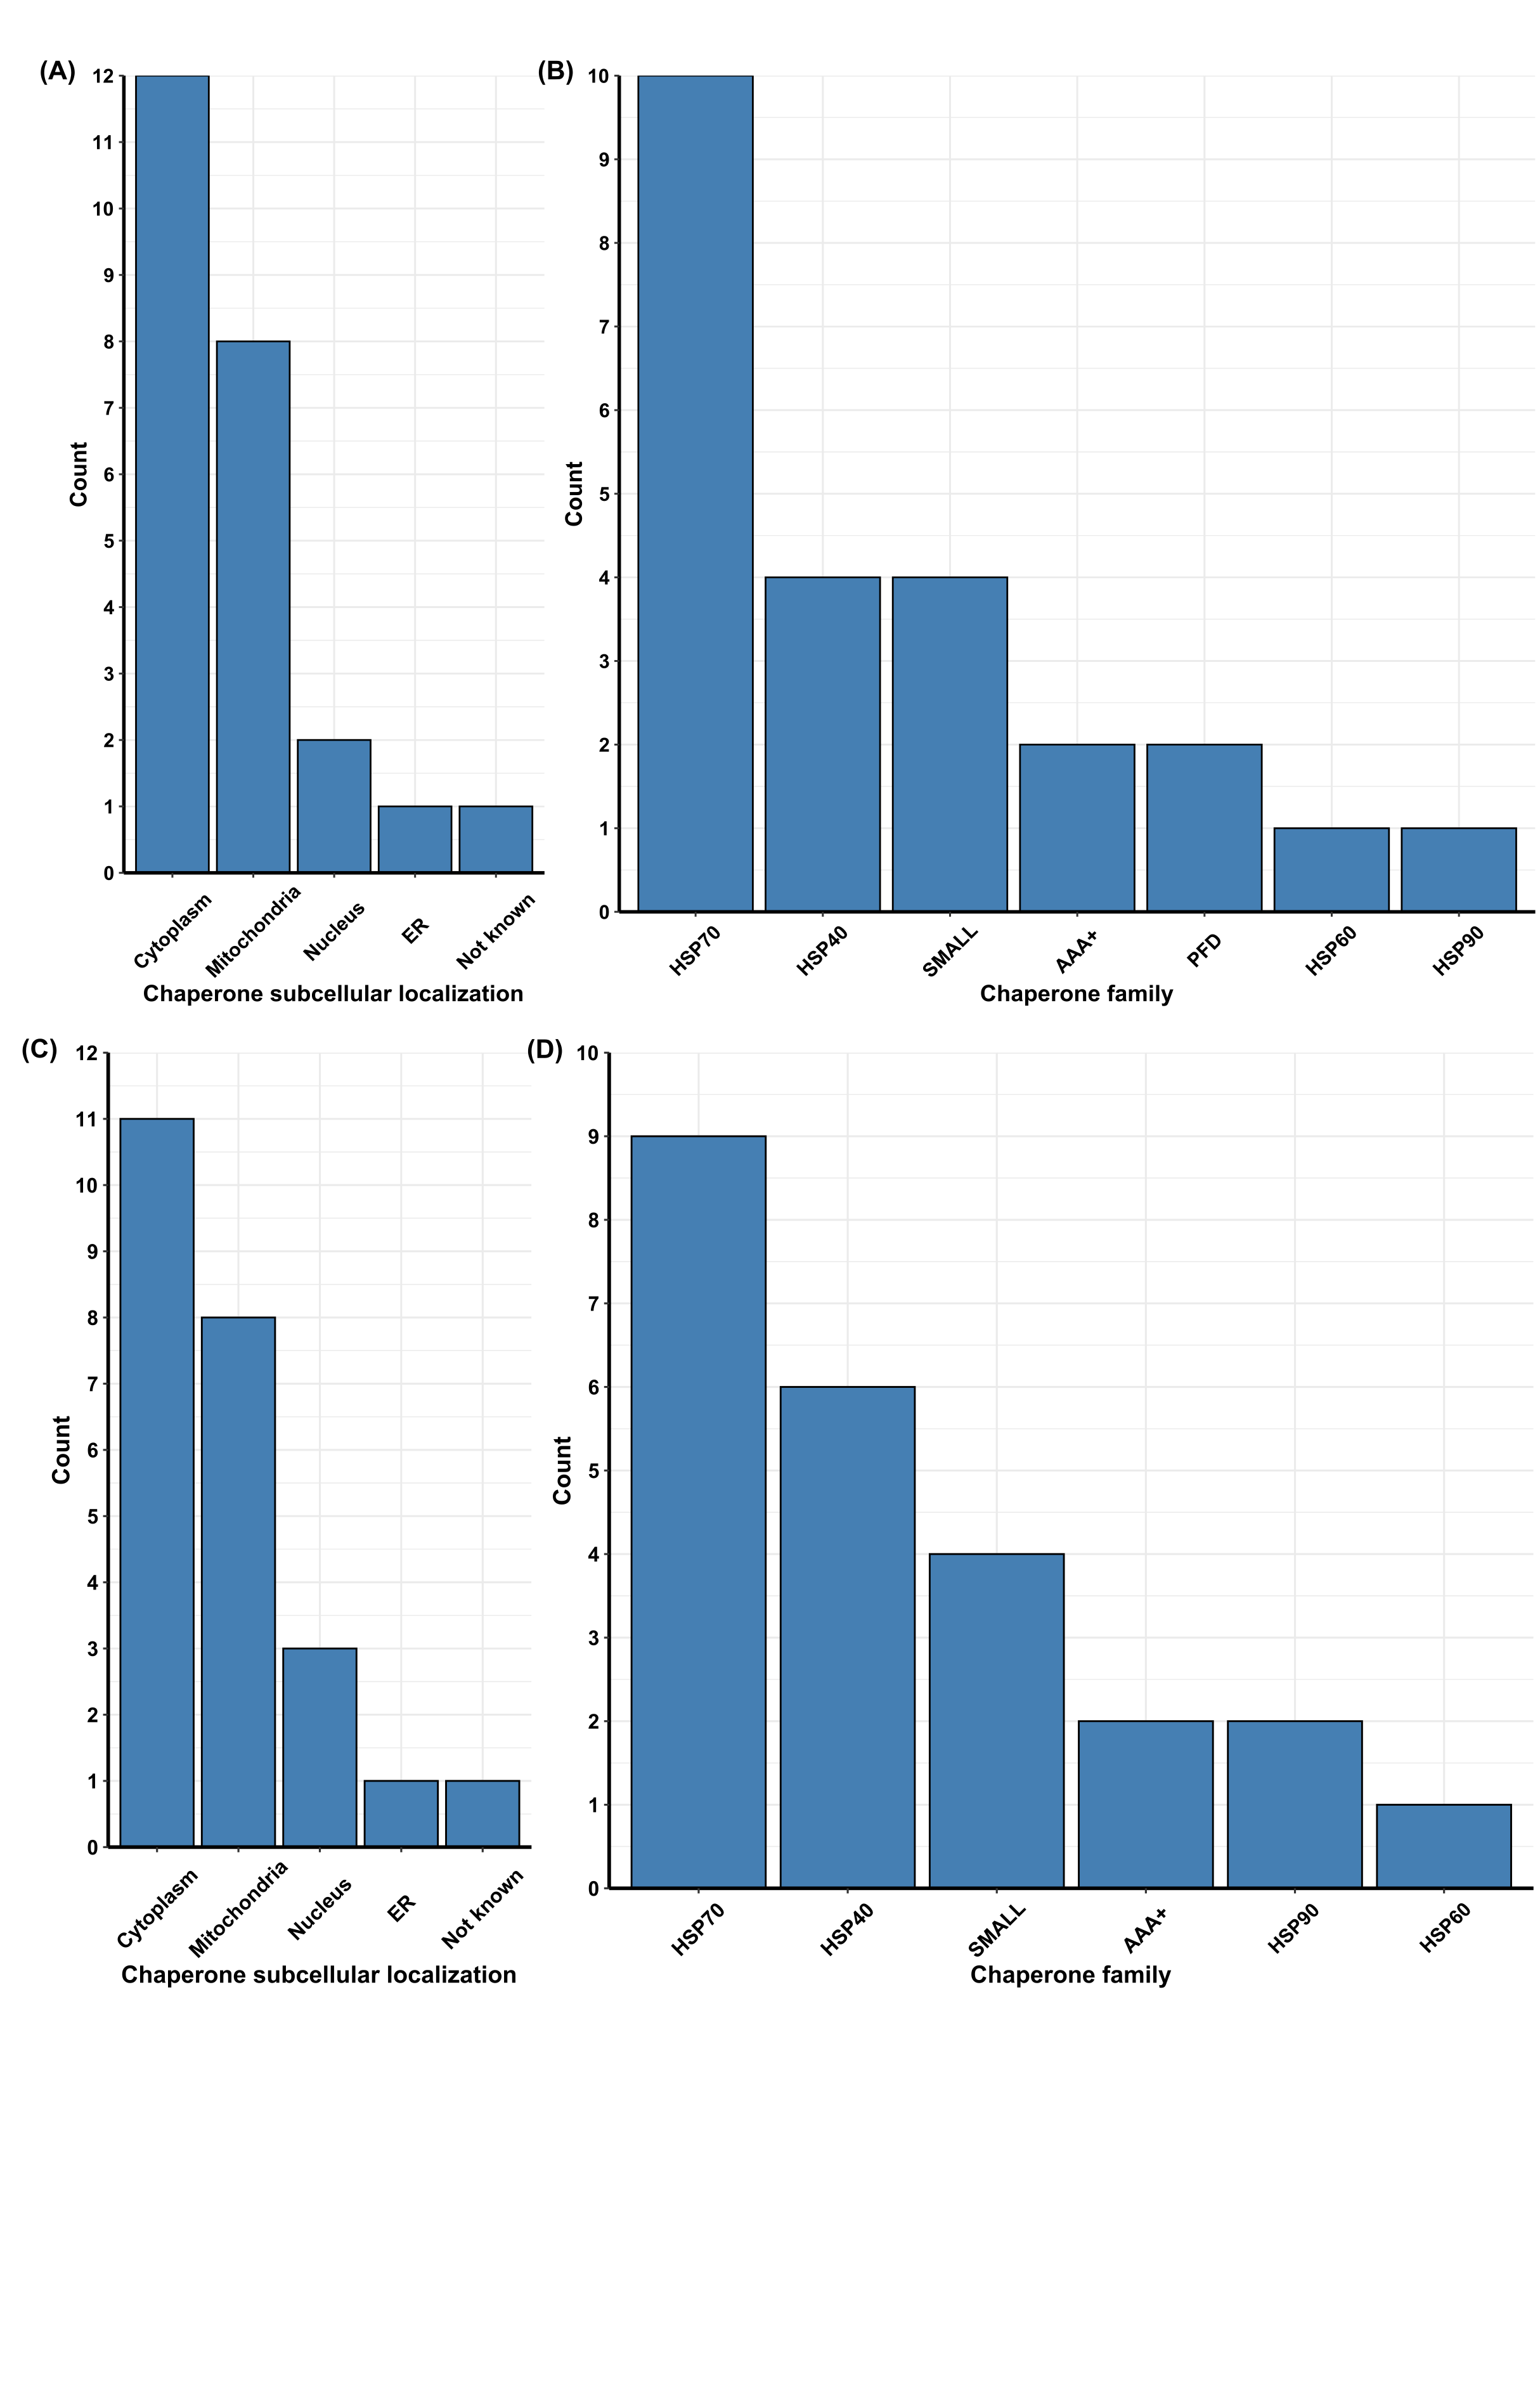 (A)
12
11
10
9
8
7
6
5
4
3
2
1
0
Count
Cytoplasm
Mitochondria
Nucleus
ER
Not known
Chaperone subcellular localization
(B)
10
9
8
7
6
5
4
3
2
1
0
Count
HSP70
HSP40
SMALL
AAA+
PFD
HSP60
HSP90
Chaperone family
(C)
12
11
10
9
8
7
6
5
4
3
2
1
0
Count
Cytoplasm
Mitochondria
Nucleus
ER
Not known
Chaperone subcellular localization
(D)
10
9
8
7
6
5
4
3
2
1
0
Count
HSP70
HSP40
SMALL
AAA+
HSP90
HSP60
Chaperone family